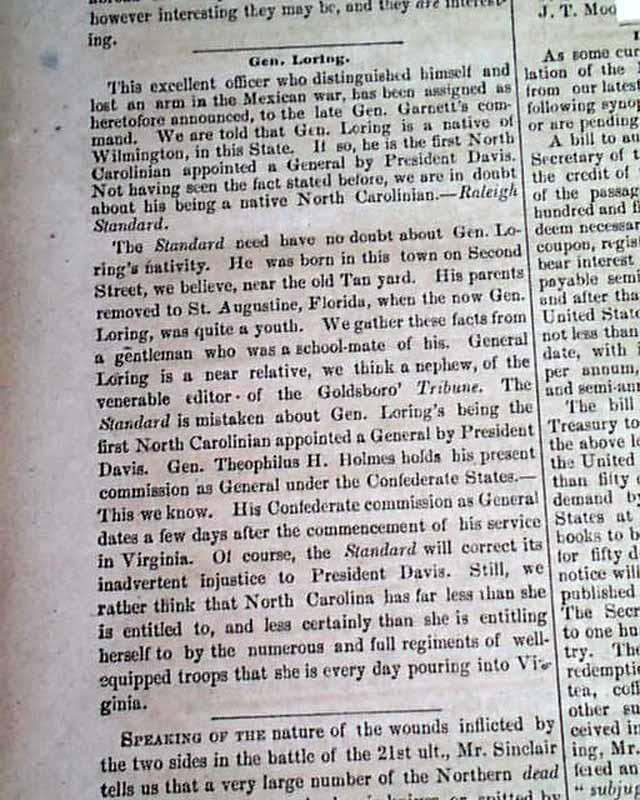 however interesting they may be, and they are interest-
ing.
Gen. Loring.
This excellent officer who distinguished himself and
lost an arm in the Mexican war, has been assigned as
heretofore announced, to the late Gen. Garnett's com-
mand. We are told that Gen. Loring is a native of
Wilmington, in this State. If so, he is the first North
Carolinian appointed a General by President Davis.
Not having seen the fact stated before, we are in doubt
about his being a native North Carolinian.—Raleigh
Standard.
The Standard need have no doubt about Gen. Lo-
ring's nativity. He was born in this town on Second
Street, we believe, near the old Tan yard. His parents
removed to St. Augustine, Florida, when the now Gen.
Loring, was quite a youth. We gather these facts from
a gentleman who was a school-mate of his. General
Loring is a near relative, we think a nephew, of the
venerable editor of the Goldsboro' Tribune. The
Standard is mistaken about Gen. Loring's being the
first North Carolinian appointed a General by President
Davis. Gen. Theophilus H. Holmes holds his present
commission as General under the Confederate States.—
This we know. His Confederate commission as General
dates a few days after the commencement of his service
in Virginia. Of course, the Standard will correct its
inadvertent injustice to President Davis. Still, we
rather think that North Carolina has far less than she
is entitled to, and less certainly than she is entitling
herself to by the numerous and full regiments of well-
equipped troops that she is every day pouring into Vir-
ginia.
Speaking of the nature of the wounds inflicted by
the two sides in the battle of the 21st ult., Mr. Sinclair
tells us that a very large number of the Northern dead
J. T. Moo
As some cur
lation of the
from our latest
following synop
or are pending
A bill to au
Secretary of t
the credit of
of the passag
hundred and fi
deem necessar
coupon, regis
bear interest
payable semi
and after tha
United State
not less than
date, with i
per annum,
and semi-ann
The bill
Treasury to
the above lo
the United
than fifty
demand by
States at
books to b
for fifty d
notice will
published
The Secr
to one hu
try. The
redemptio
tea, coff
other su
ceived in
ing, Mr.
fered an
"subjup